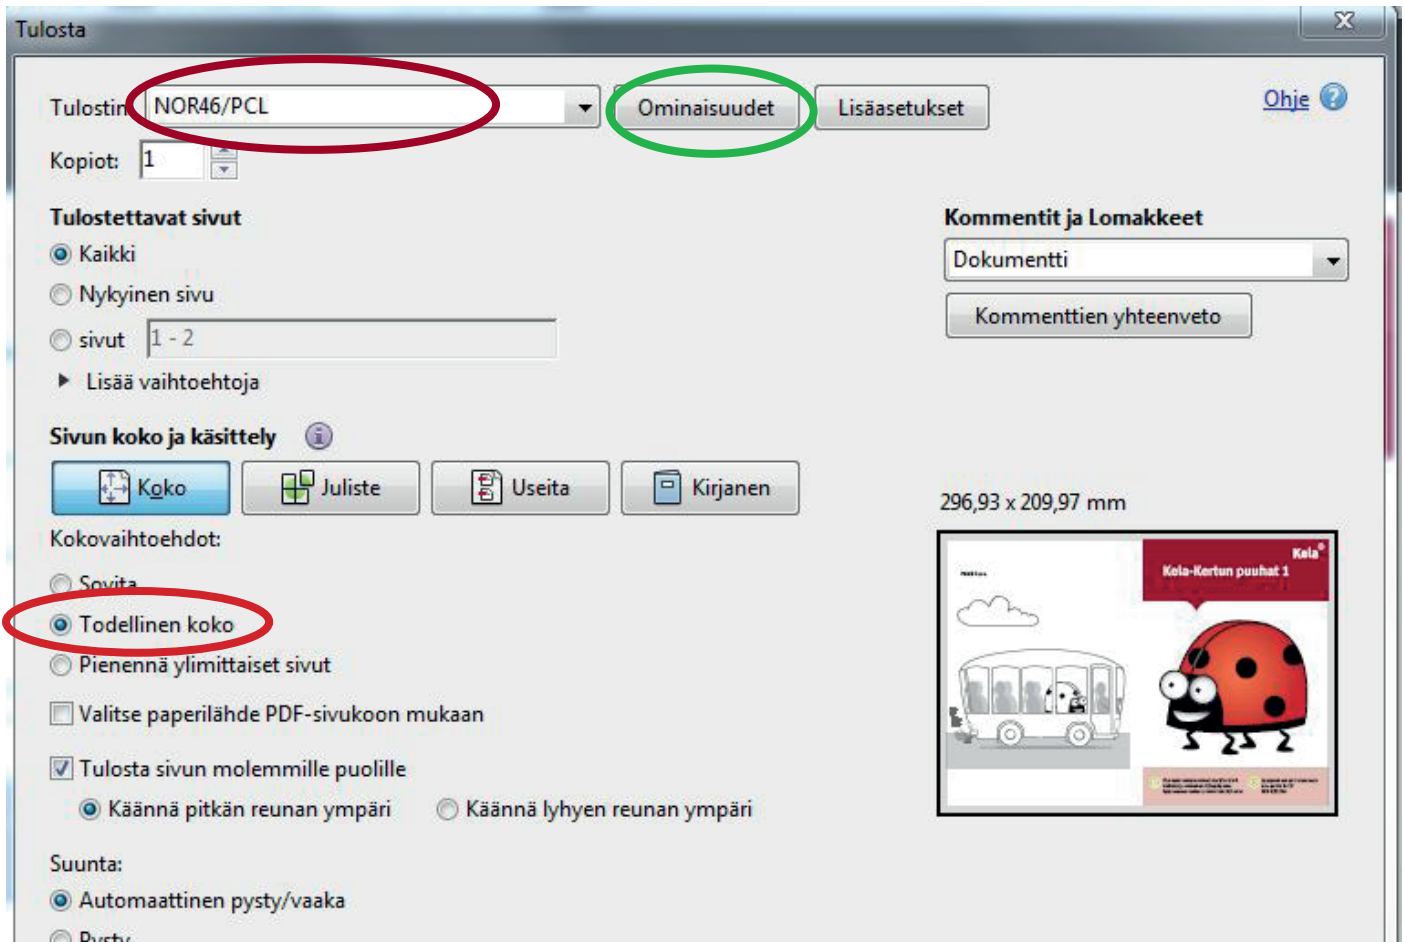 Tulosta
Tulostin NOR46/PCL Ominaisuudet Lisäasetukset Ohje
Kopiot: 1
Tulostettavat sivut
Kaikki
Nykyinen sivu
sivut 1 - 2
Lisää vaihtoehtoja
Kommentit ja Lomakkeet
Dokumentti
Kommenttien yhteenveto
Sivun koko ja käsittely
Koko Juliste Useita Kirjanen
Kokovaihtoehdot:
Sovita
Todellinen koko
Pienennä ylimittaiset sivut
Valitse paperilähde PDF-sivukoon mukaan
Tulosta sivun molemmille puolille
Käännä pitkän reunan ympäri Käännä lyhyen reunan ympäri
Suunta:
Automaattinen pysty/vaaka
Pysty
296,93 x 209,97 mm
Kela
Kela-Kertun puuhat 1